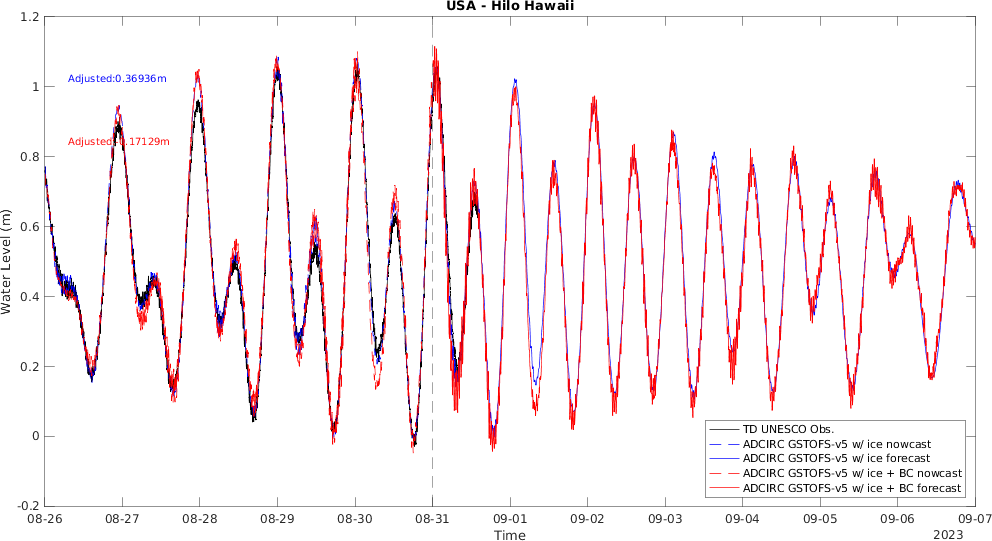 USA - Hilo Hawaii
1.2
1
0.8
0.6
0.4
0.2
0
-0.2
Water Level (m)
Adjusted:0.36936m
Adjusted:-0.17129m
08-26 08-27 08-28 08-29 08-30 08-31 09-01 09-02 09-03 09-04 09-05 09-06 09-07
Time
2023
TD UNESCO Obs.
ADCIRC GSTOFS-v5 w/ ice nowcast
ADCIRC GSTOFS-v5 w/ ice forecast
ADCIRC GSTOFS-v5 w/ ice + BC nowcast
ADCIRC GSTOFS-v5 w/ ice + BC forecast